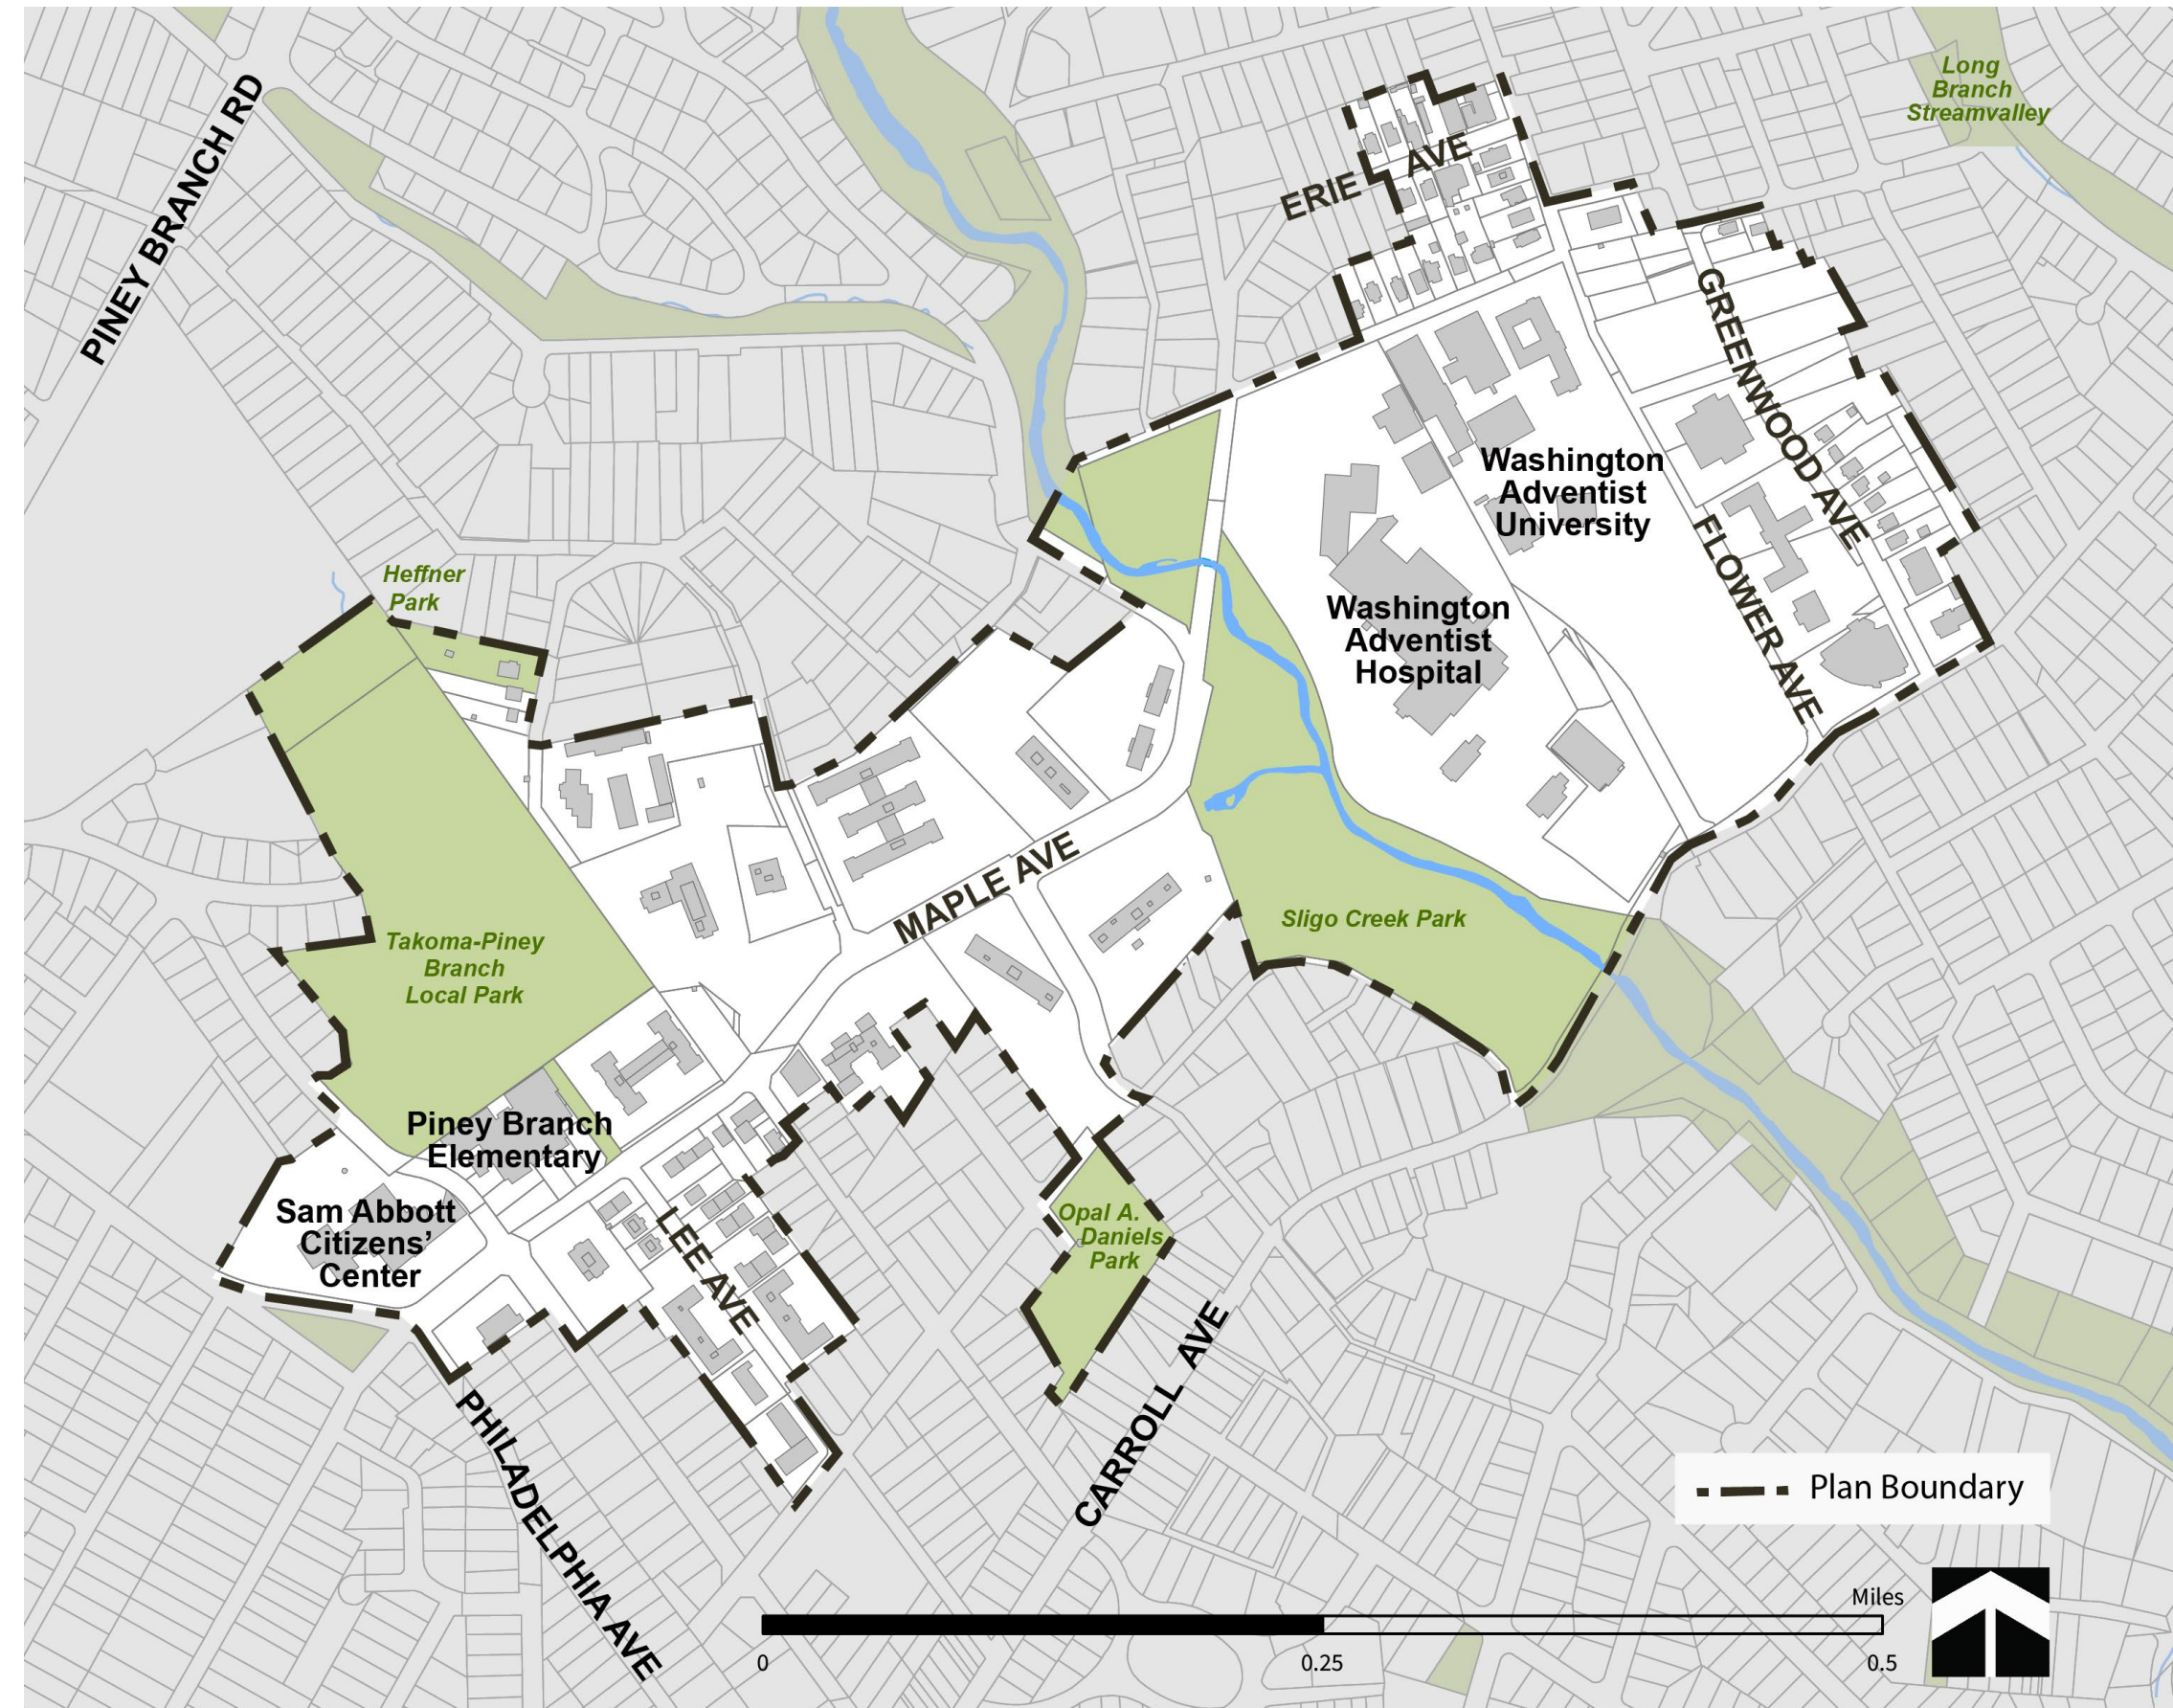 Long
Branch
Streamvalley
PINEY BRANCH RD
ERIE AVE
GREENWOOD AVE
Washington
Adventist
University
FLOWER AVE
Heffner
Park
Washington
Adventist
Hospital
MAPLE AVE
Sligo Creek Park
Takoma-Piney
Branch
Local Park
Piney Branch
Elementary
Sam Abbott
Citizens’
Center
LEE AVE
Opal A.
Daniels
Park
CARROLL AVE
PHILADELPHIA AVE
Plan Boundary
Miles
0 0.25 0.5